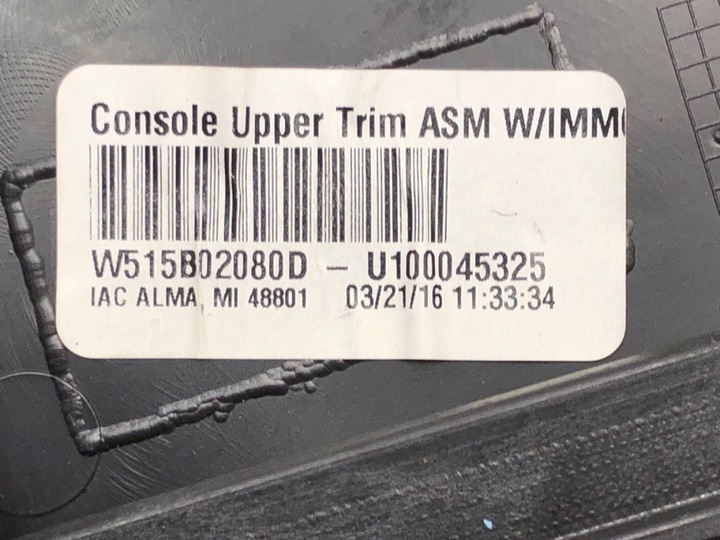 Console Upper Trim ASM W/IMM
W515B02080D – U100045325
IAC ALMA, MI 48801 03/21/16 11:33:34